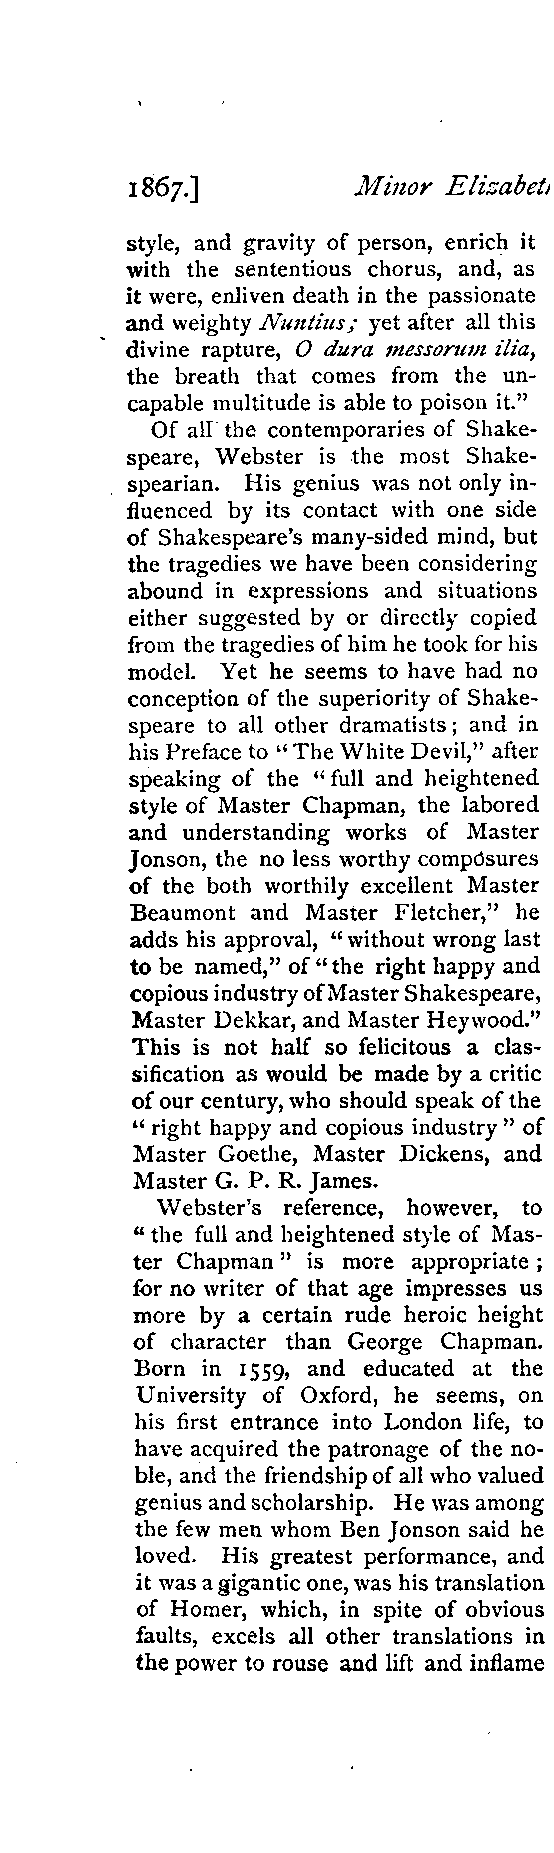 1867.] Minor Elizabet
style, and gravity of person, enrich it
with the sententious chorus, and, as
it were, enliven death in the passionate
and weighty Nuntius; yet after all this
divine rapture, O dura messorum ilia,
the breath that comes from the un-
capable multitude is able to poison it."
Of all the contemporaries of Shake-
speare, Webster is the most Shake-
spearian. His genius was not only in-
fluenced by its contact with one side
of Shakespeare's many-sided mind, but
the tragedies we have been considering
abound in expressions and situations
either suggested by or directly copied
from the tragedies of him he took for his
model. Yet he seems to have had no
conception of the superiority of Shake-
speare to all other dramatists; and in
his Preface to "The White Devil," after
speaking of the "full and heightened
style of Master Chapman, the labored
and understanding works of Master
Jonson, the no less worthy composures
of the both worthily excellent Master
Beaumont and Master Fletcher," he
adds his approval, "without wrong last
to be named," of "the right happy and
copious industry of Master Shakespeare,
Master Dekkar, and Master Heywood."
This is not half so felicitous a clas-
sification as would be made by a critic
of our century, who should speak of the
"right happy and copious industry" of
Master Goethe, Master Dickens, and
Master G. P. R. James.
Webster's reference, however, to
"the full and heightened style of Mas-
ter Chapman" is more appropriate;
for no writer of that age impresses us
more by a certain rude heroic height
of character than George Chapman.
Born in 1559, and educated at the
University of Oxford, he seems, on
his first entrance into London life, to
have acquired the patronage of the no-
ble, and the friendship of all who valued
genius and scholarship. He was among
the few men whom Ben Jonson said he
loved. His greatest performance, and
it was a gigantic one, was his translation
of Homer, which, in spite of obvious
faults, excels all other translations in
the power to rouse and lift and inflame